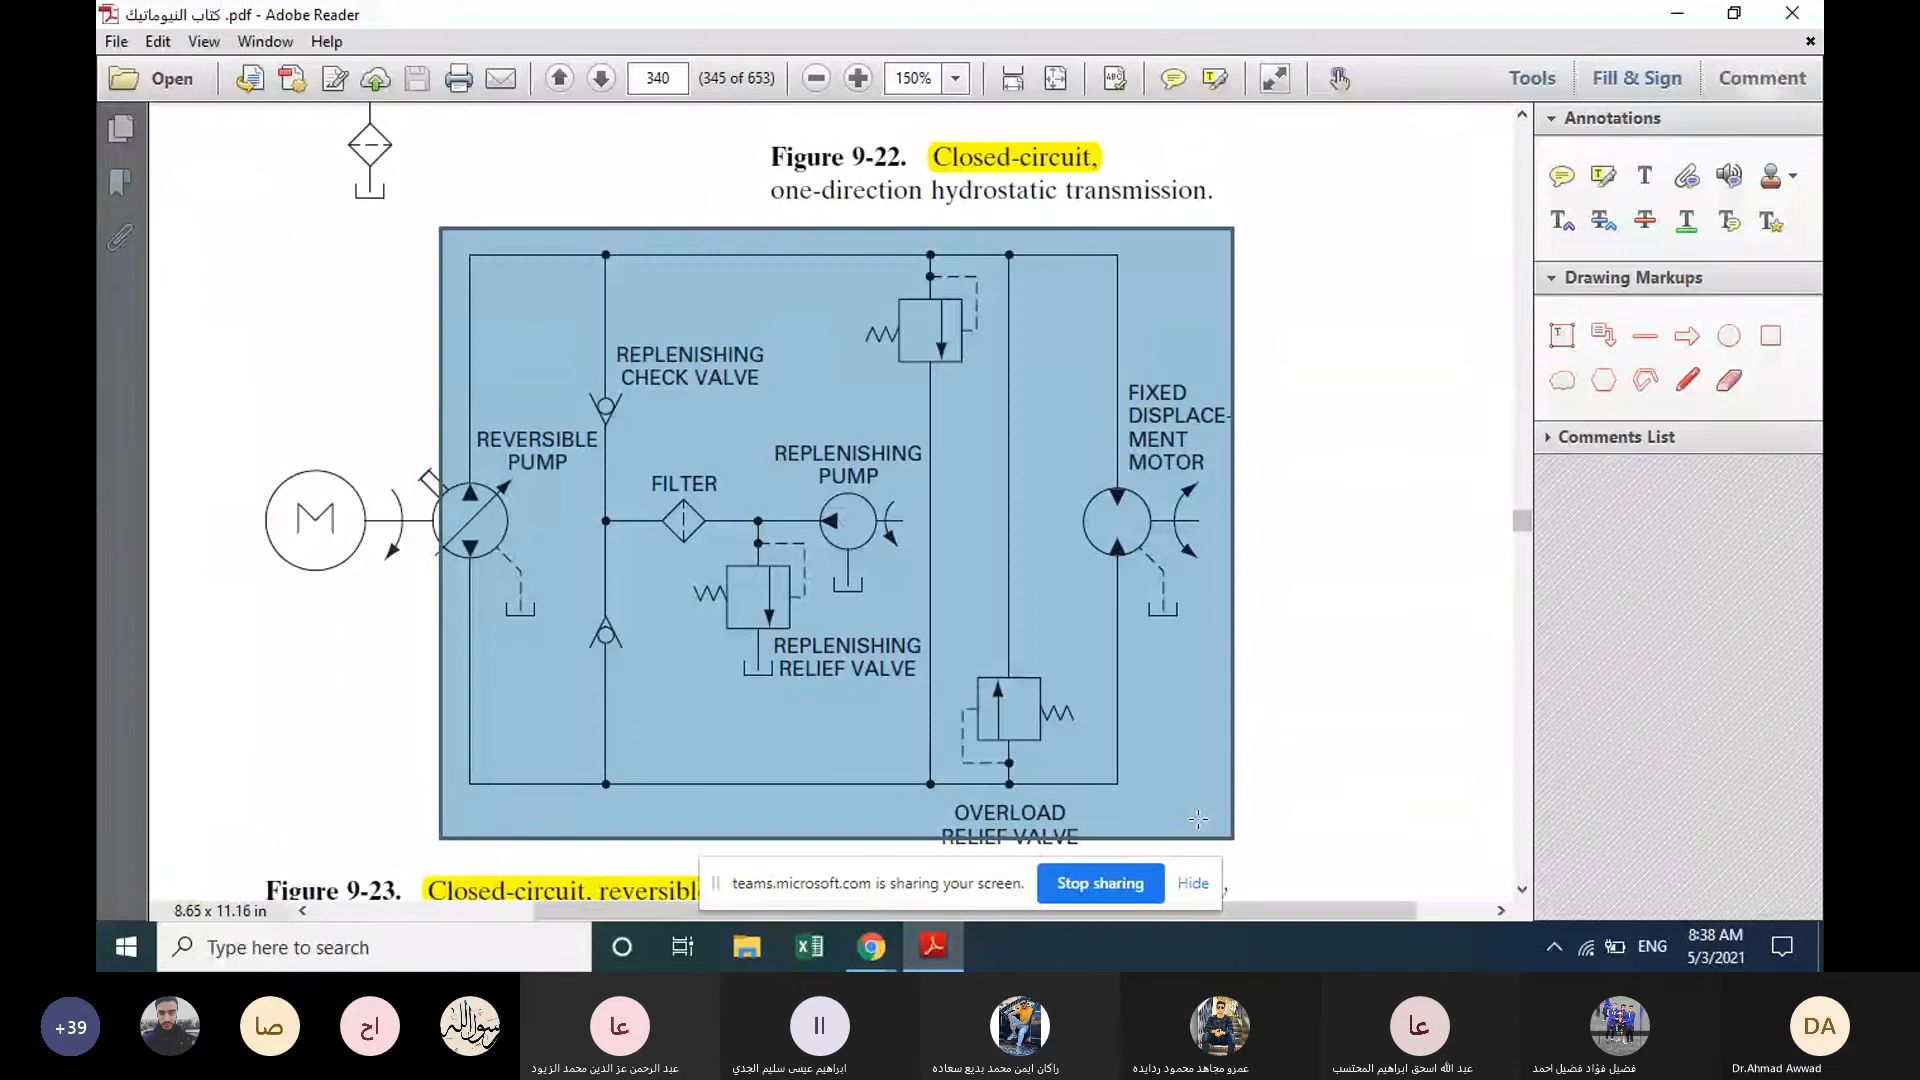 كتاب النيوماتيك .pdf - Adobe Reader
File Edit View Window Help
Open 340 (345 of 653) 150% Tools Fill & Sign Comment
Annotations
Drawing Markups
Comments List
Figure 9-22. Closed-circuit,
one-direction hydrostatic transmission.
REPLENISHING
CHECK VALVE
REVERSIBLE
PUMP
FILTER
REPLENISHING
PUMP
FIXED
DISPLACE-
MENT
MOTOR
M
REPLENISHING
RELIEF VALVE
OVERLOAD
RELIEF VALVE
Figure 9-23. Closed-circuit,
teams.microsoft.com is sharing your screen. Stop sharing Hide
8.65 x 11.16 in
Type here to search
ENG
8:38 AM
5/3/2021
+39
صا
اح
عا
اا
عا
DA
عبد الرحمن عز الدين محمد الزيود
ابراهيم عيسى سليم الجدي
راكان ايمن محمد بديع سعاده
عمرو مجاهد محمود ردايده
عبد الله اسحق ابراهيم المحتسب
فضيل فؤاد فضيل احمد
Dr.Ahmad Awwad